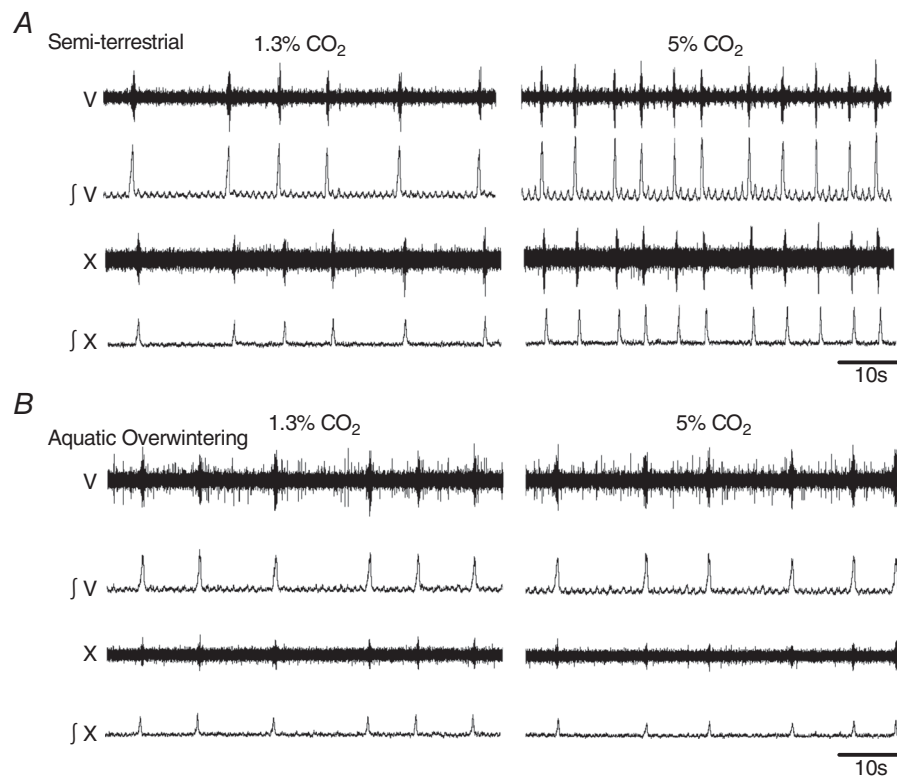 A
Semi-terrestrial 1.3% CO₂ 5% CO₂
V
∫ V
X
∫ X
10s
B
1.3% CO₂ 5% CO₂
Aquatic Overwintering
V
∫ V
X
∫ X
10s